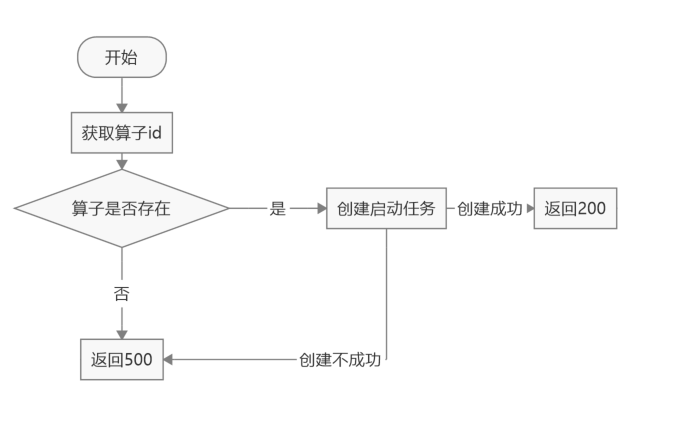 开始
获取算子id
算子是否存在
是
创建启动任务
创建成功
返回200
否
返回500
创建不成功